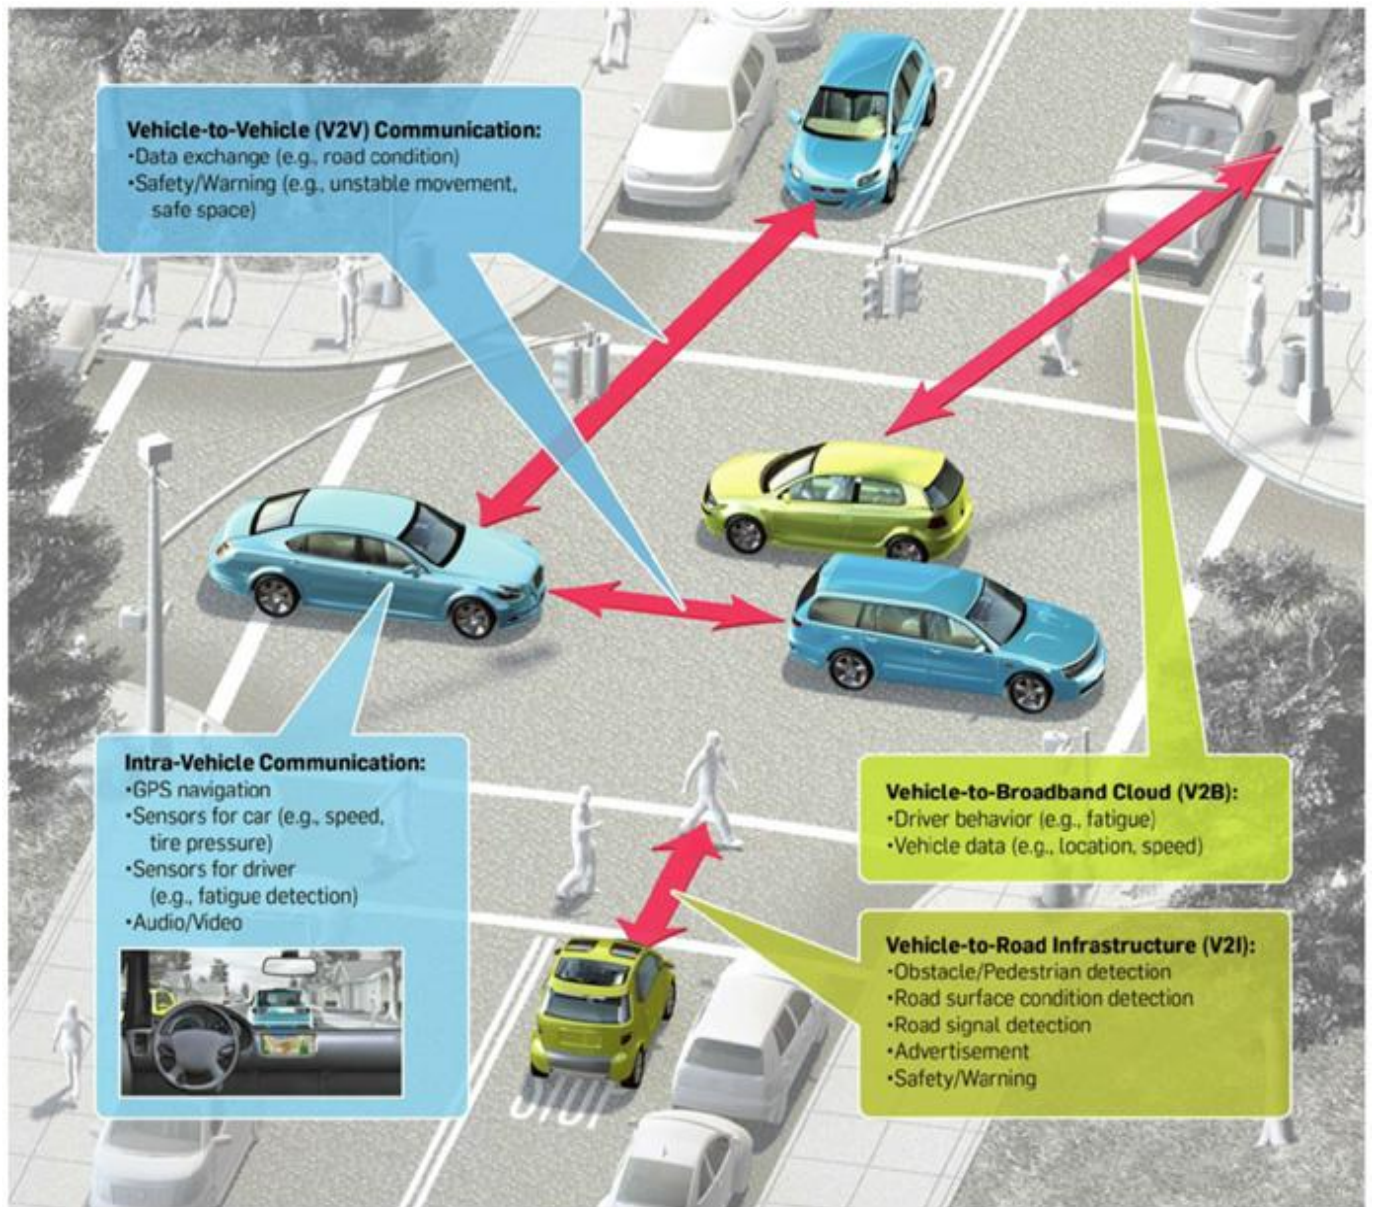 Vehicle-to-Vehicle (V2V) Communication:
•Data exchange (e.g., road condition)
•Safety/Warning (e.g., unstable movement,
safe space)
Intra-Vehicle Communication:
•GPS navigation
•Sensors for car (e.g., speed,
tire pressure)
•Sensors for driver
(e.g., fatigue detection)
•Audio/Video
Vehicle-to-Broadband Cloud (V2B):
•Driver behavior (e.g., fatigue)
•Vehicle data (e.g., location, speed)
Vehicle-to-Road Infrastructure (V2I):
•Obstacle/Pedestrian detection
•Road surface condition detection
•Road signal detection
•Advertisement
•Safety/Warning
STOP